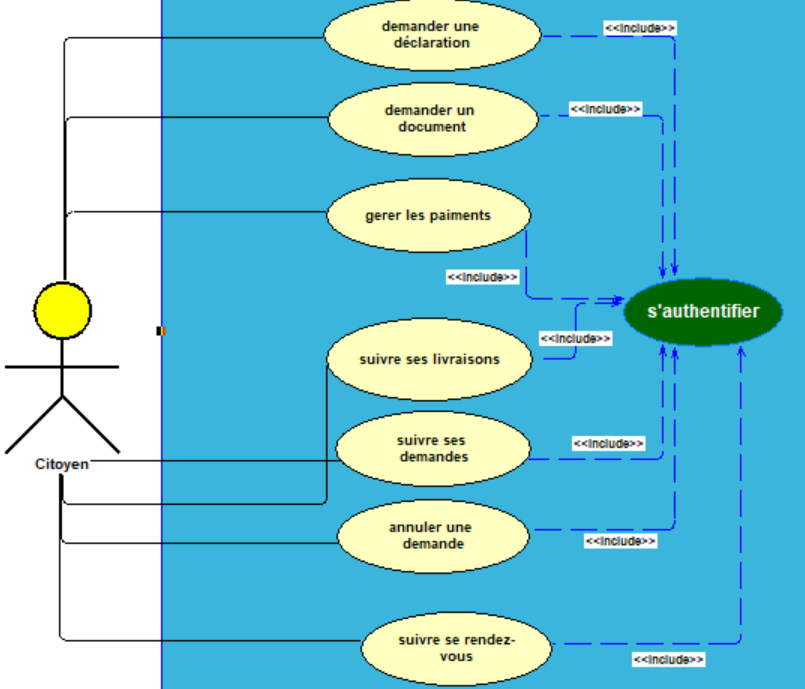 demander une
déclaration
<<Include>>
demander un
document
<<Include>>
gerer les paiments
<<Include>>
s'authentifier
<<Include>>
suivre ses livraisons
suivre ses
demandes
<<Include>>
Citoyen
annuler une
demande
<<Include>>
suivre se rendez-
vous
<<Include>>